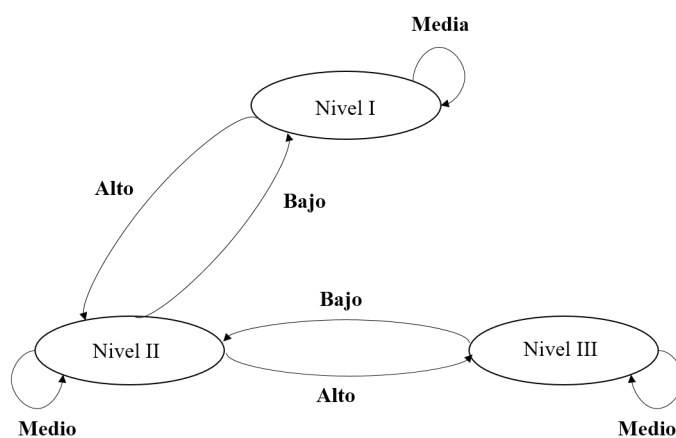 Media
Nivel I
Alto
Bajo
Bajo
Nivel II
Nivel III
Alto
Medio
Medio